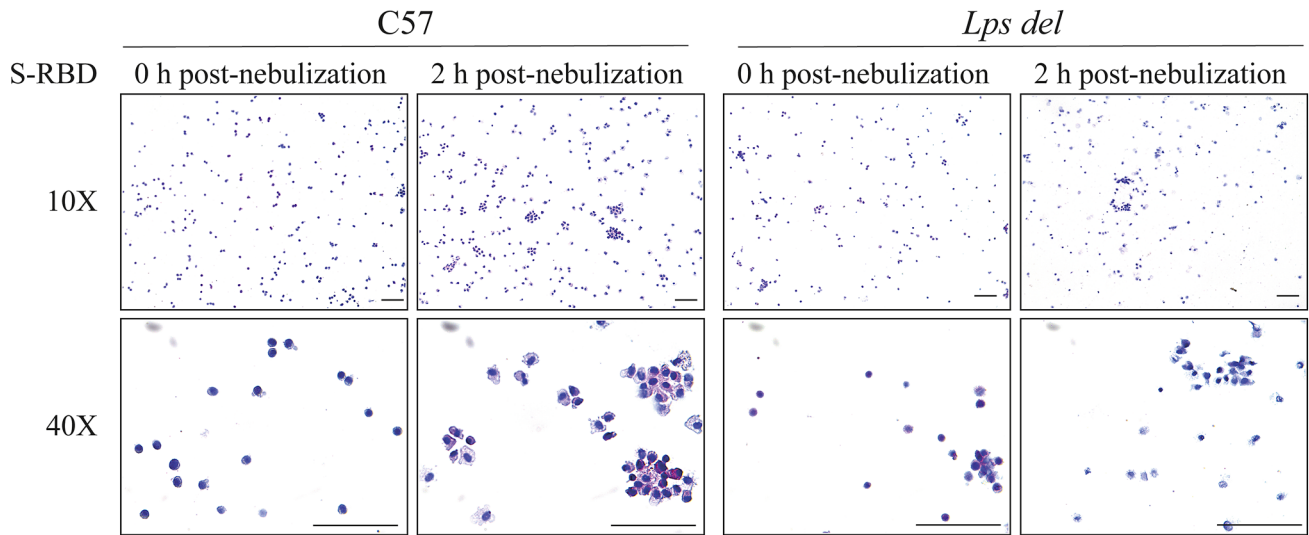 C57 Lps del
S-RBD 0 h post-nebulization 2 h post-nebulization 0 h post-nebulization 2 h post-nebulization
10X
40X